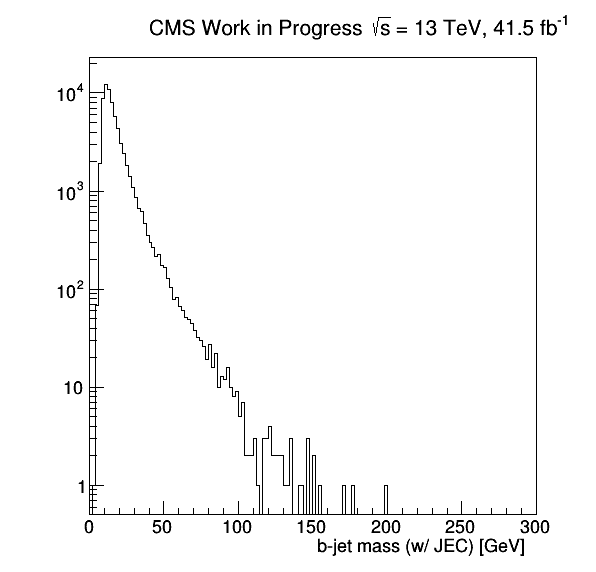 CMS Work in Progress √s = 13 TeV, 41.5 fb⁻¹
10⁴
10³
10²
10
1
0 50 100 150 200 250 300
b-jet mass (w/ JEC) [GeV]